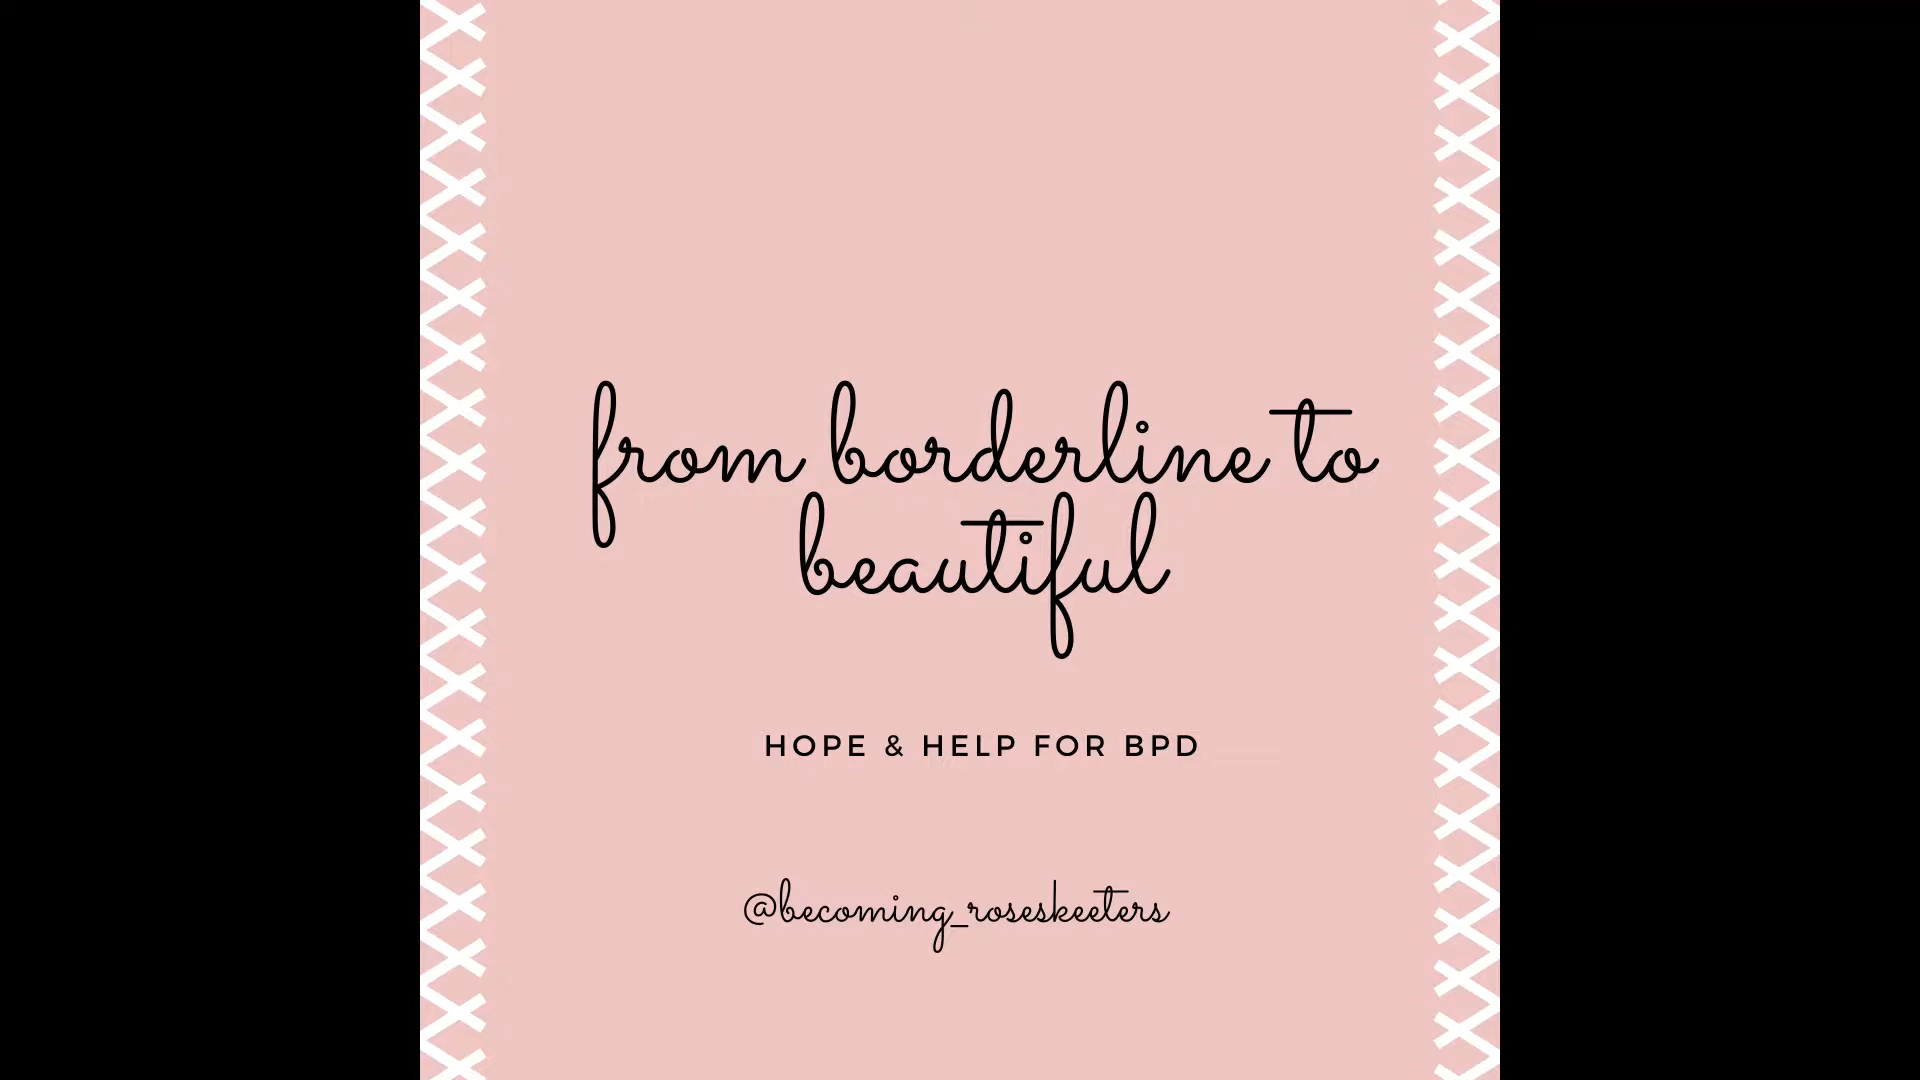 from borderline to
beautiful
HOPE & HELP FOR BPD
@becoming_roseskeeters